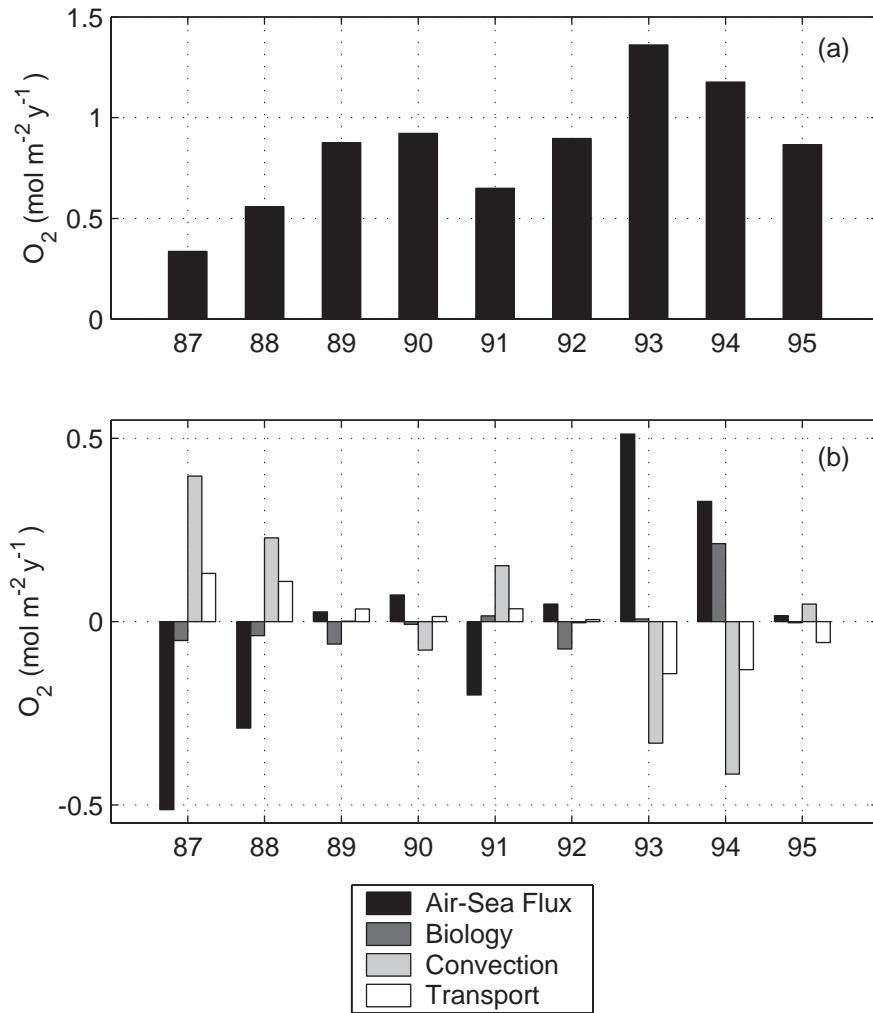 (a)
O2 (mol m-2 y-1)
1.5
1
0.5
0
87 88 89 90 91 92 93 94 95
(b)
O2 (mol m-2 y-1)
0.5
0
-0.5
87 88 89 90 91 92 93 94 95
Air-Sea Flux
Biology
Convection
Transport